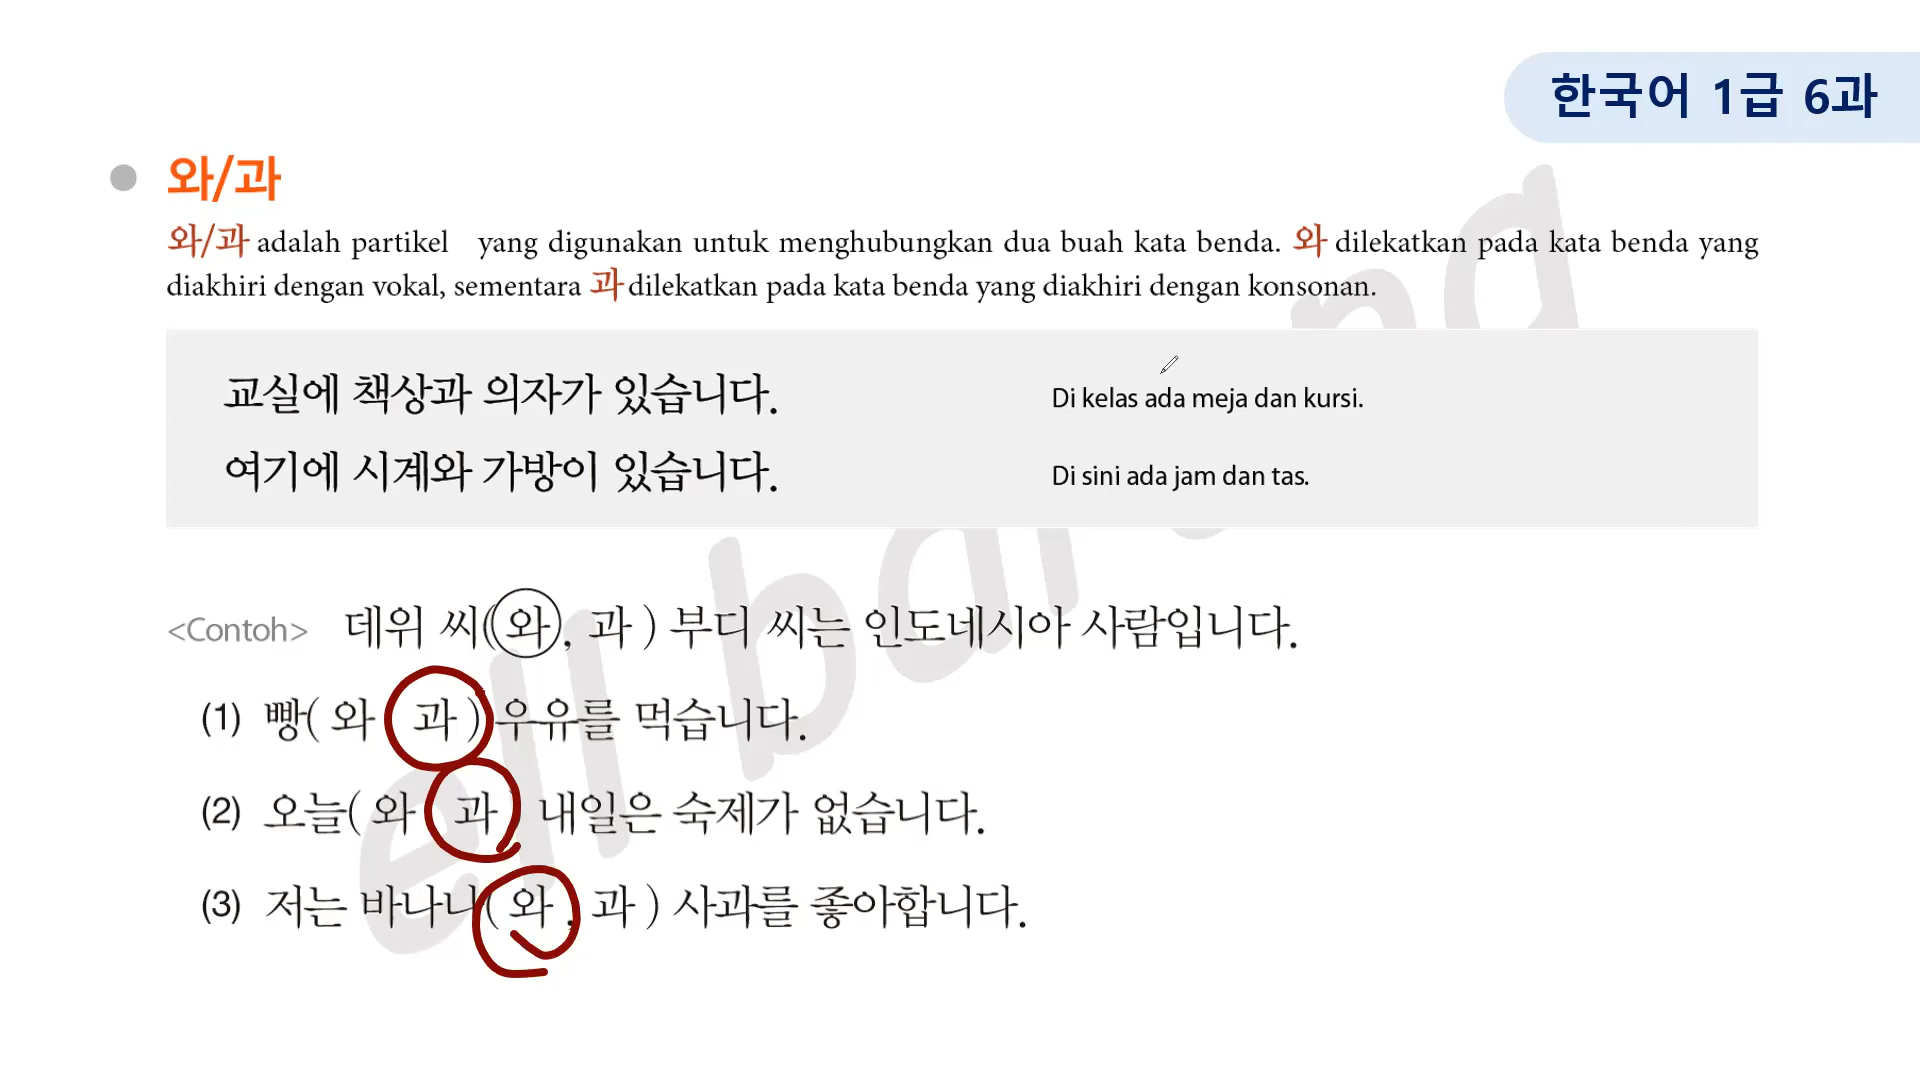 한국어 1급 6과
와/과
와/과 adalah partikel yang digunakan untuk menghubungkan dua buah kata benda. 와 dilekatkan pada kata benda yang
diakhiri dengan vokal, sementara 과 dilekatkan pada kata benda yang diakhiri dengan konsonan.
교실에 책상과 의자가 있습니다. Di kelas ada meja dan kursi.
여기에 시계와 가방이 있습니다. Di sini ada jam dan tas.
<Contoh> 데위 씨(와, 과) 부디 씨는 인도네시아 사람입니다.
(1) 빵( 와 과 ) 우유를 먹습니다.
(2) 오늘( 와 과 내일은 숙제가 없습니다.
(3) 저는 바나나( 와 , 과 ) 사과를 좋아합니다.